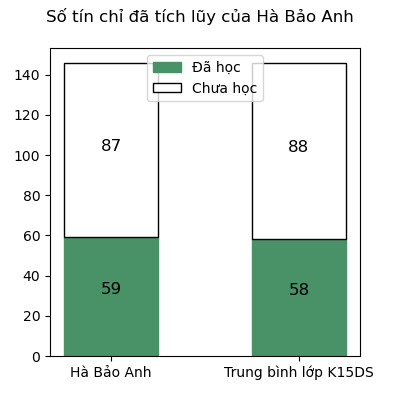 Số tín chỉ đã tích lũy của Hà Bảo Anh
Đã học
Chưa học
140
120
100
80
60
40
20
0
87
88
59
58
Hà Bảo Anh
Trung bình lớp K15DS